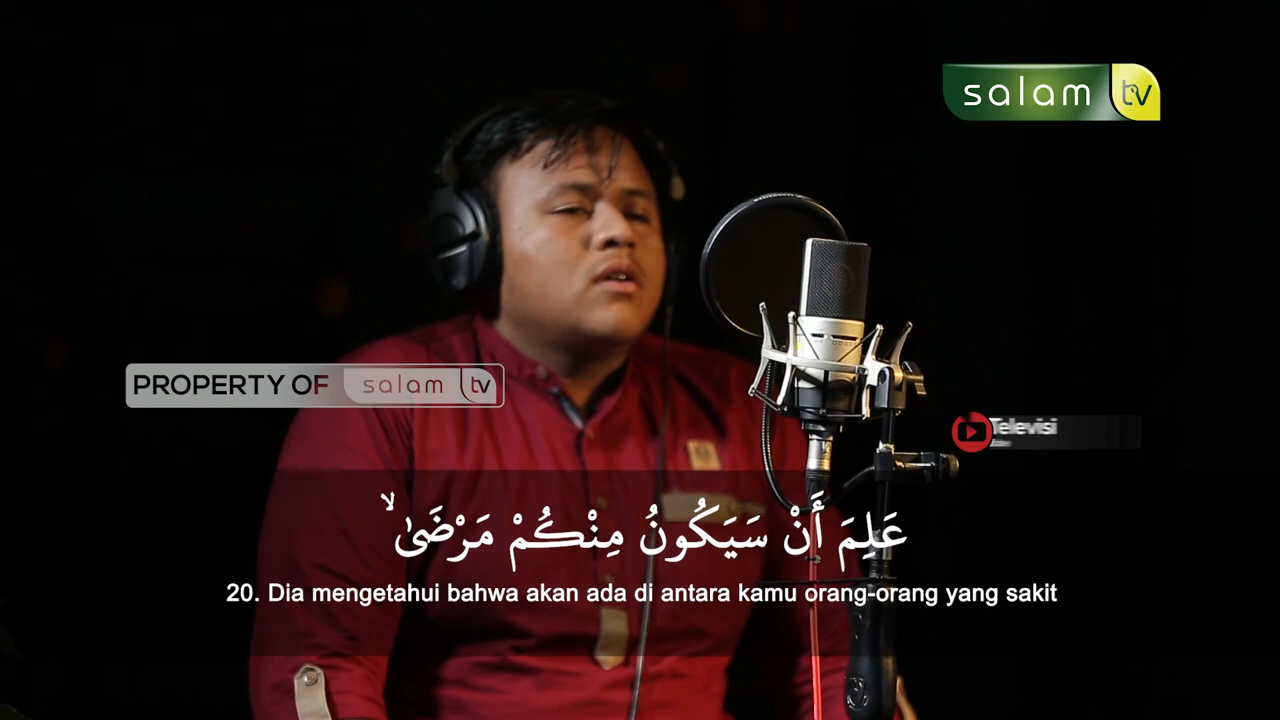 salam tv
PROPERTY OF salam tv
Televisi
عَلِمَ أَنْ سَيَكُونُ مِنْكُمْ مَرْضَىٰ ۙ
20. Dia mengetahui bahwa akan ada di antara kamu orang-orang yang sakit